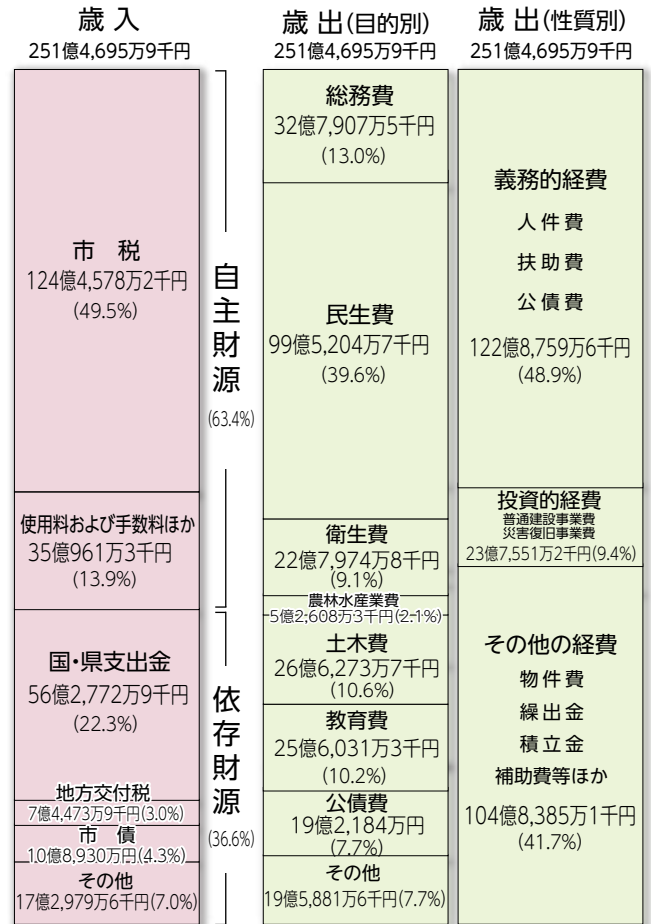 歳入
251億4,695万9千円
市税
124億4,578万2千円
(49.5%)
使用料および手数料ほか
35億961万3千円
(13.9%)
国・県支出金
56億2,772万9千円
(22.3%)
地方交付税
7億4,473万9千円(3.0%)
市債
10億8,930万円(4.3%)
その他
17億2,979万6千円(7.0%)
自主財源
(63.4%)
依存財源
(36.6%)
歳出(目的別)
251億4,695万9千円
総務費
32億7,907万5千円
(13.0%)
民生費
99億5,204万7千円
(39.6%)
衛生費
22億7,974万8千円
(9.1%)
農林水産業費
5億2,608万3千円(2.1%)
土木費
26億6,273万7千円
(10.6%)
教育費
25億6,031万3千円
(10.2%)
公債費
19億2,184万円
(7.7%)
その他
19億5,881万6千円(7.7%)
歳出(性質別)
251億4,695万9千円
義務的経費
人件費
扶助費
公債費
122億8,759万6千円
(48.9%)
投資的経費
普通建設事業費
災害復旧事業費
23億7,551万2千円(9.4%)
その他の経費
物件費
繰出金
積立金
補助費等ほか
104億8,385万1千円
(41.7%)